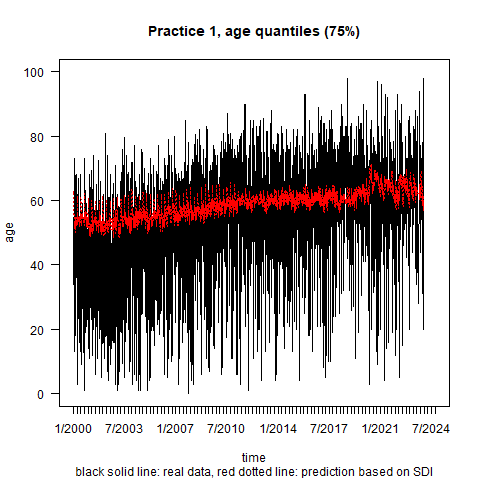 Practice 1, age quantiles (75%)
100
80
60
40
20
0
age
1/2000 7/2003 1/2007 7/2010 1/2014 7/2017 1/2021 7/2024
time
black solid line: real data, red dotted line: prediction based on SDI